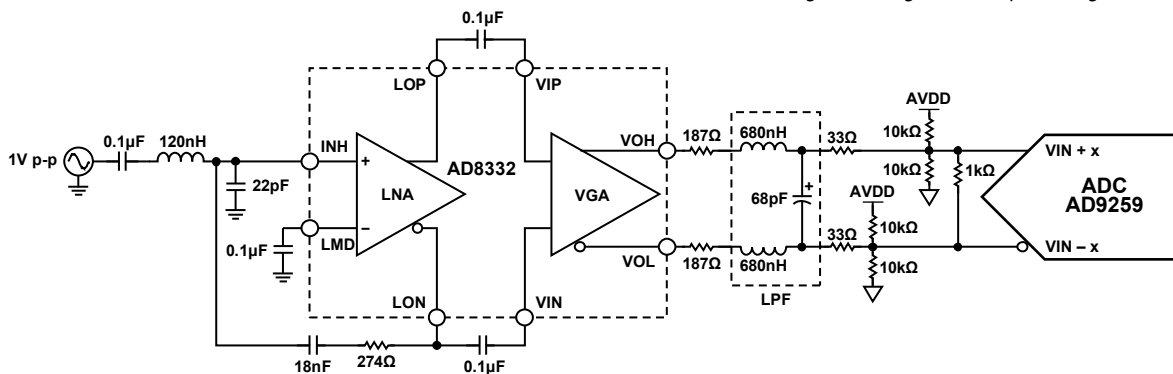 0.1µF
LOP
VIP
AVDD
0.1µF
120nH
187Ω
680nH
33Ω
10kΩ
1V p-p
INH
+
AD8332
VOH
VIN + x
10kΩ
1kΩ
22pF
LNA
VGA
68pF
+
AVDD
ADC
AD9259
0.1µF
LMD
–
VOL
33Ω
10kΩ
VIN – x
187Ω
680nH
10kΩ
LON
VIN
LPF
18nF
274Ω
0.1µF